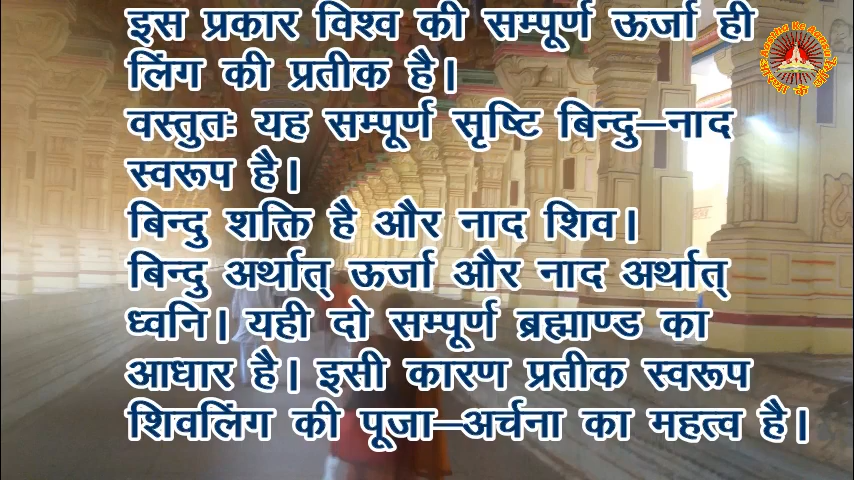 इस प्रकार विश्व की सम्पूर्ण ऊर्जा ही
लिंग की प्रतीक है।
वस्तुतः यह सम्पूर्ण सृष्टि बिन्दु–नाद
स्वरूप है।
बिन्दु शक्ति है और नाद शिव।
बिन्दु अर्थात् ऊर्जा और नाद अर्थात्
ध्वनि। यही दो सम्पूर्ण ब्रह्माण्ड का
आधार है। इसी कारण प्रतीक स्वरूप
शिवलिंग की पूजा–अर्चना का महत्व है।